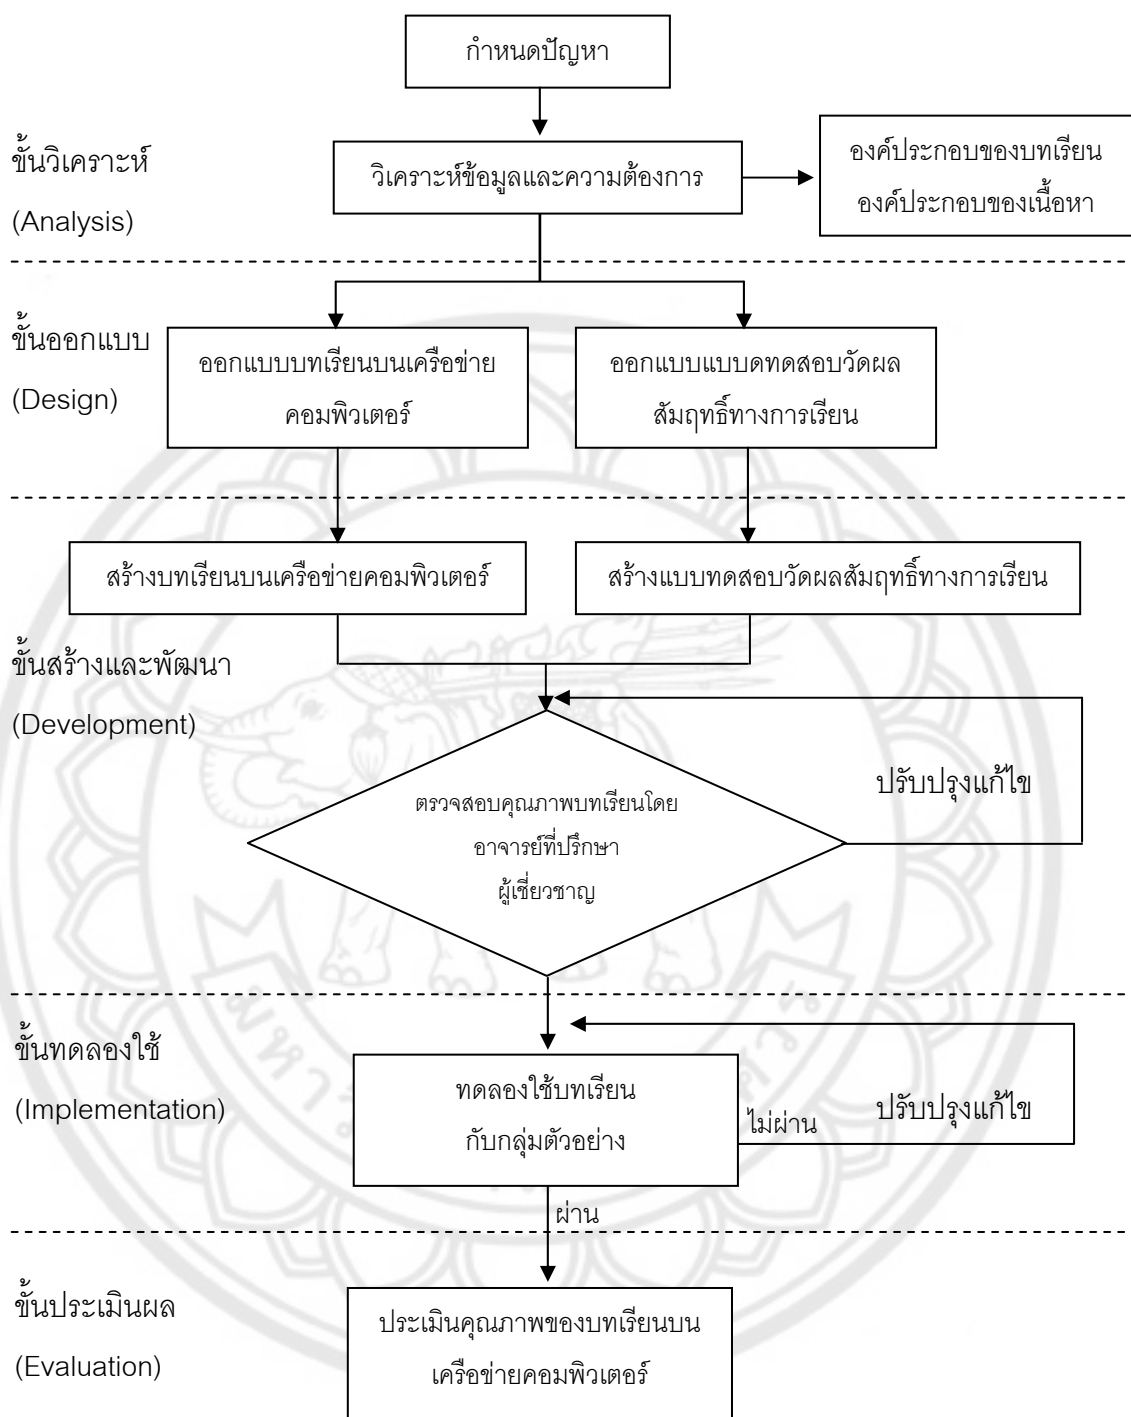 กำหนดปัญหา
ขั้นวิเคราะห์
(Analysis)
วิเคราะห์ข้อมูลและความต้องการ
องค์ประกอบของบทเรียน
องค์ประกอบของเนื้อหา
ขั้นออกแบบ
(Design)
ออกแบบบทเรียนบนเครือข่าย
คอมพิวเตอร์
ออกแบบแบบดทดสอบวัดผล
สัมฤทธิ์ทางการเรียน
สร้างบทเรียนบนเครือข่ายคอมพิวเตอร์
สร้างแบบทดสอบวัดผลสัมฤทธิ์ทางการเรียน
ขั้นสร้างและพัฒนา
(Development)
ตรวจสอบคุณภาพบทเรียนโดย
อาจารย์ที่ปรึกษา
ผู้เชี่ยวชาญ
ปรับปรุงแก้ไข
ขั้นทดลองใช้
(Implementation)
ทดลองใช้บทเรียน
กับกลุ่มตัวอย่าง
ไม่ผ่าน
ปรับปรุงแก้ไข
ผ่าน
ขั้นประเมินผล
(Evaluation)
ประเมินคุณภาพของบทเรียนบน
เครือข่ายคอมพิวเตอร์